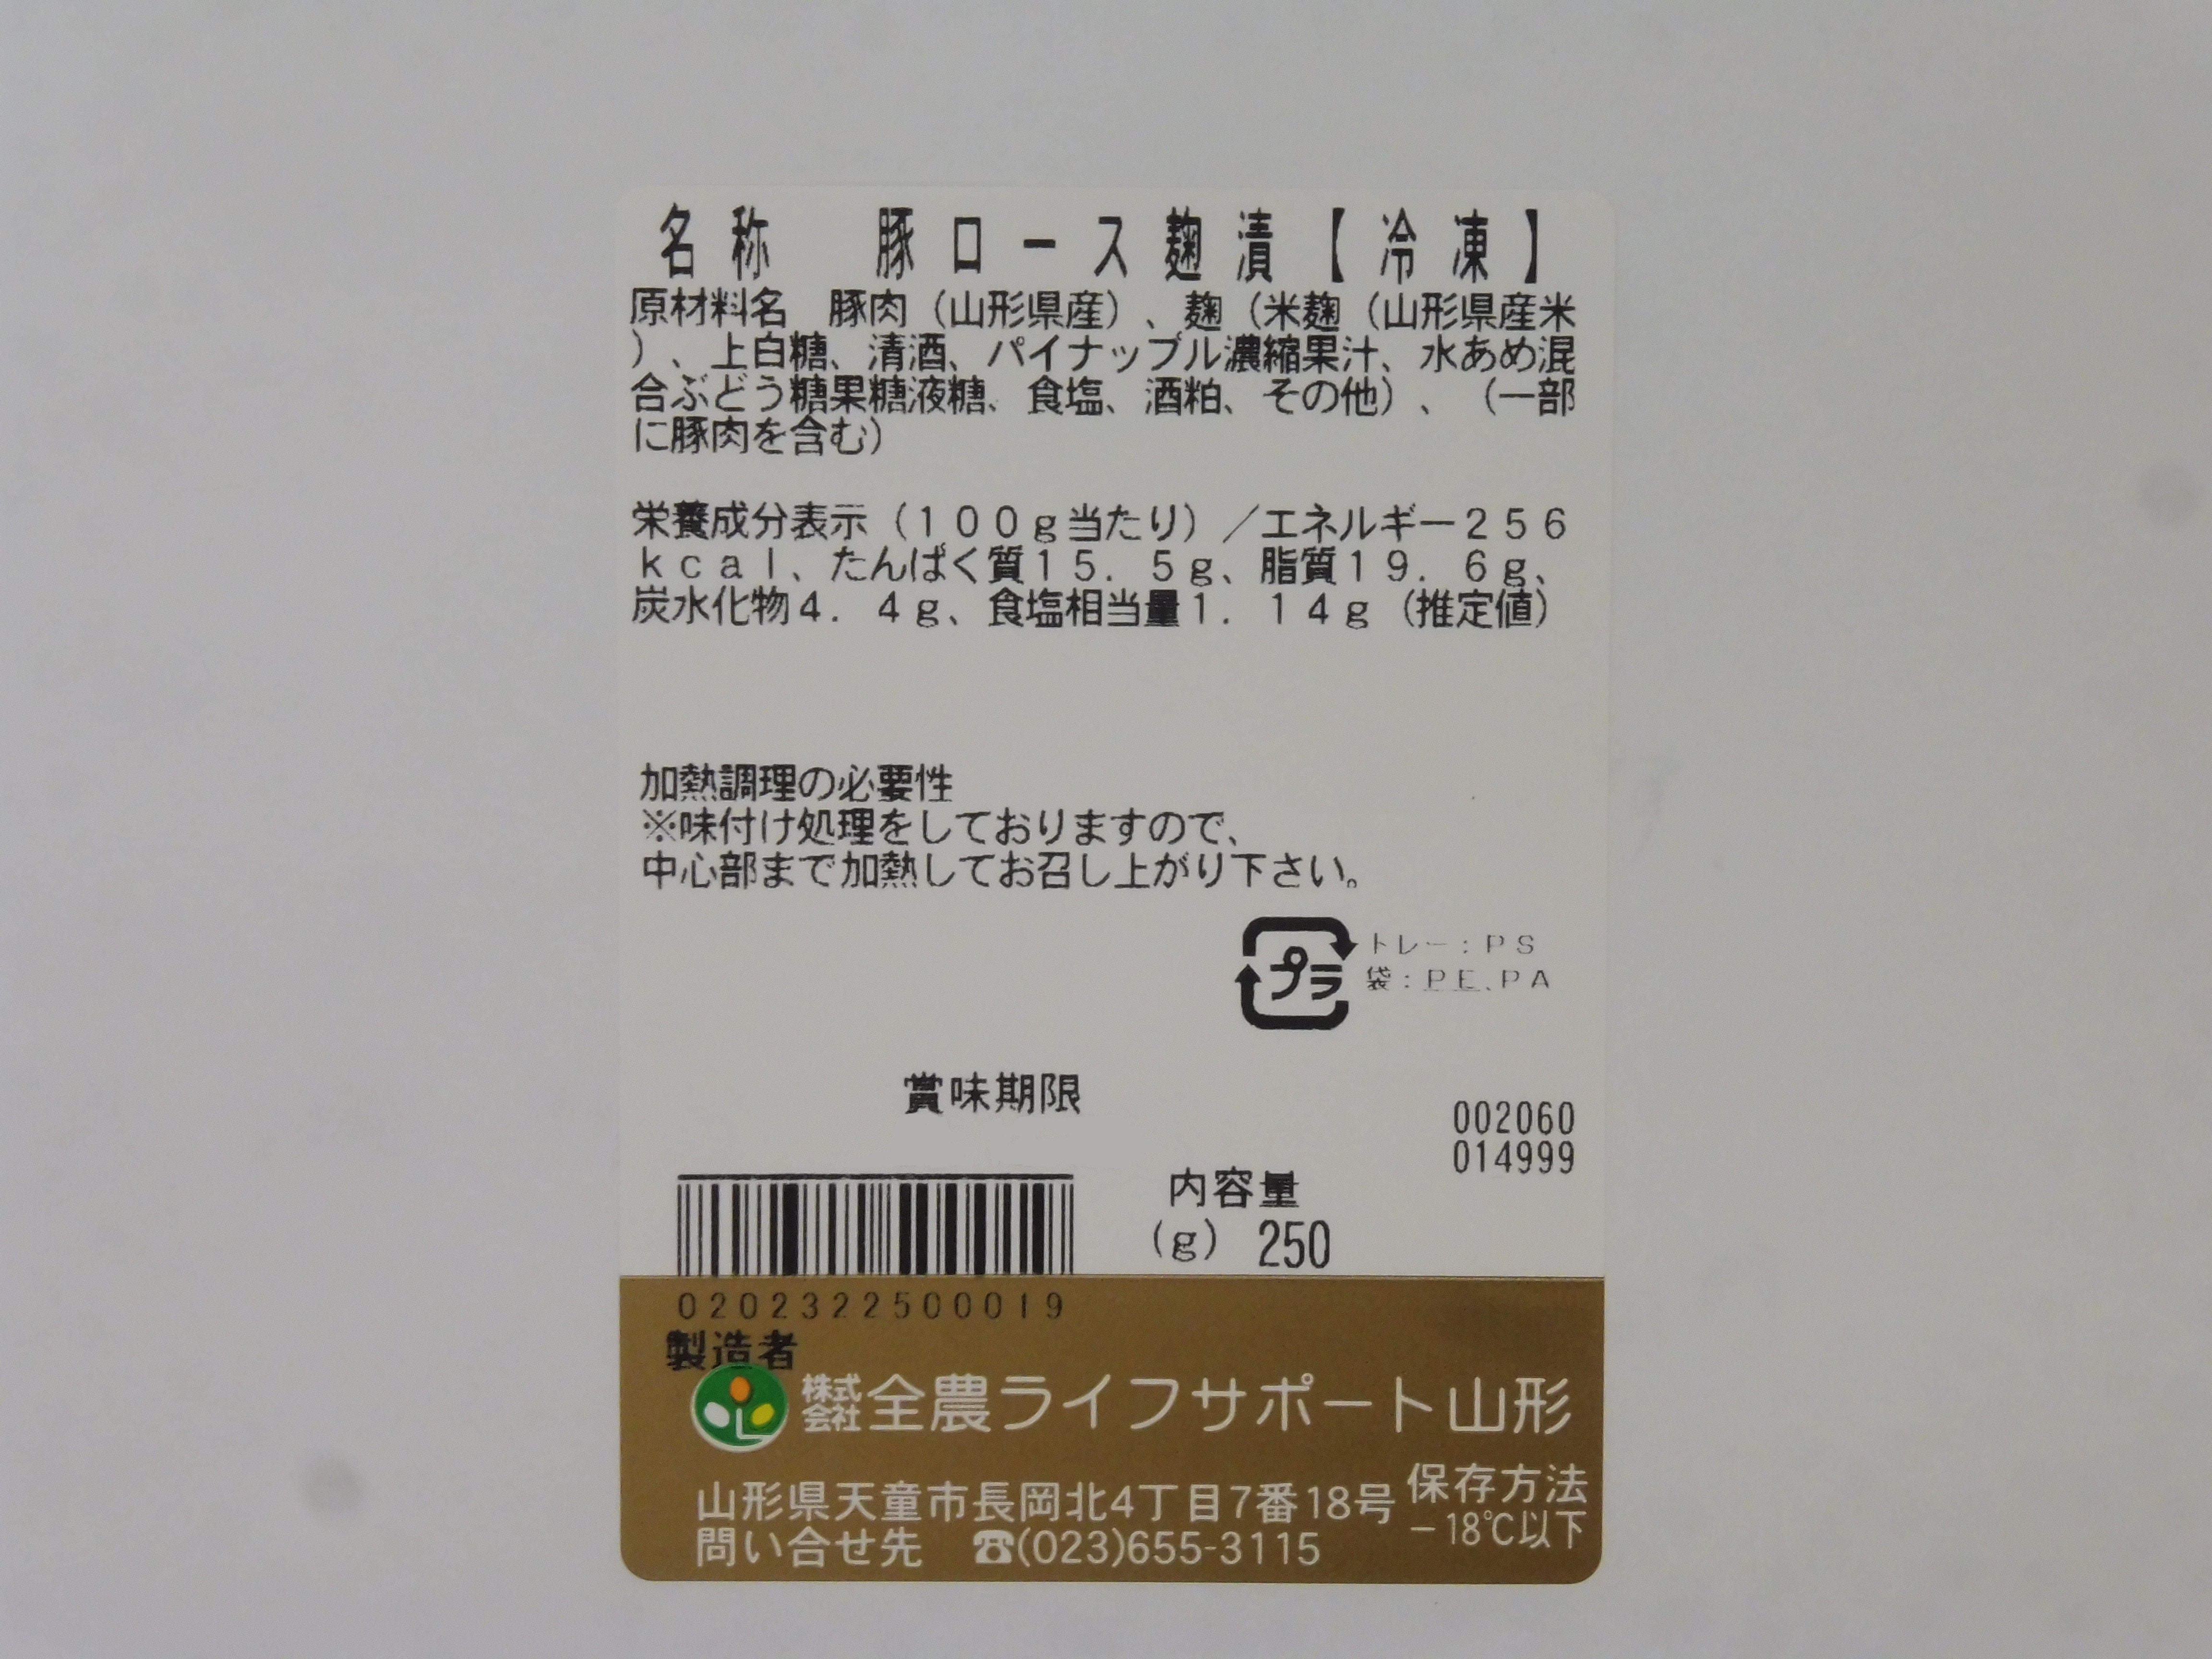 名称 豚ロース麹漬【冷凍】
原材料名 豚肉(山形県産)、麹(米麹(山形県産米
)、上白糖、清酒、パイナップル濃縮果汁、水あめ混
合ぶどう糖果糖液糖、食塩、酒粕、その他)、(一部
に豚肉を含む)
栄養成分表示(100g当たり)/エネルギー256
kcal、たんぱく質15.5g、脂質19.6g、
炭水化物4.4g、食塩相当量1.14g(推定値)
加熱調理の必要性
※味付け処理をしておりますので、
中心部まで加熱してお召し上がり下さい。
プラ
トレー:PS
袋:PE、PA
賞味期限
002060
014999
内容量
(g) 250
0202322500019
製造者
株式会社 全農ライフサポート山形
山形県天童市長岡北4丁目7番18号
問い合せ先 ☎(023)655-3115
保存方法
-18℃以下